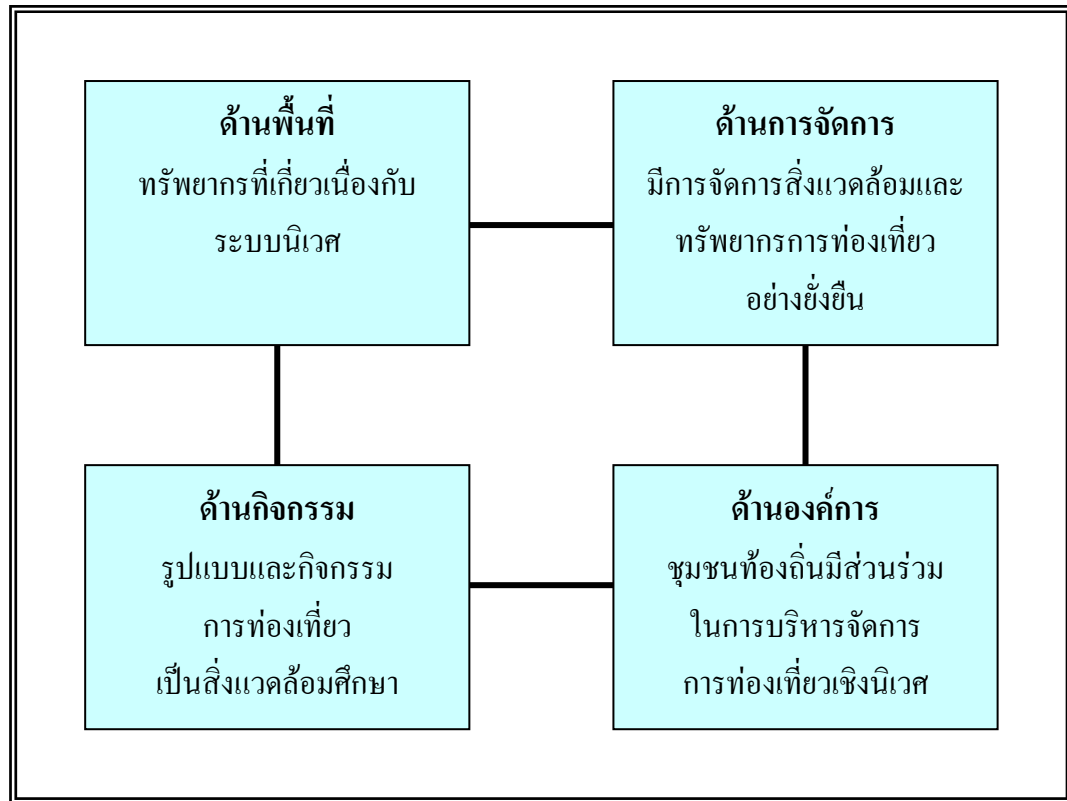 ด้านพื้นที่
ทรัพยากรที่เกี่ยวเนื่องกับ
ระบบนิเวศ
ด้านการจัดการ
มีการจัดการสิ่งแวดล้อมและ
ทรัพยากรการท่องเที่ยว
อย่างยั่งยืน
ด้านกิจกรรม
รูปแบบและกิจกรรม
การท่องเที่ยว
เป็นสิ่งแวดล้อมศึกษา
ด้านองค์การ
ชุมชนท้องถิ่นมีส่วนร่วม
ในการบริหารจัดการ
การท่องเที่ยวเชิงนิเวศ